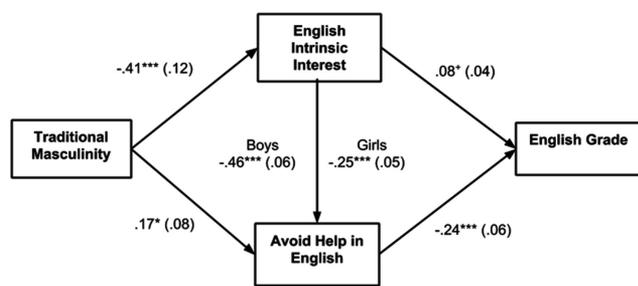 English
Intrinsic
Interest
-.41*** (.12)
.08+ (.04)
Traditional
Masculinity
Boys
-.46*** (.06)
Girls
-.25*** (.05)
English Grade
.17* (.08)
Avoid Help in
English
-.24*** (.06)